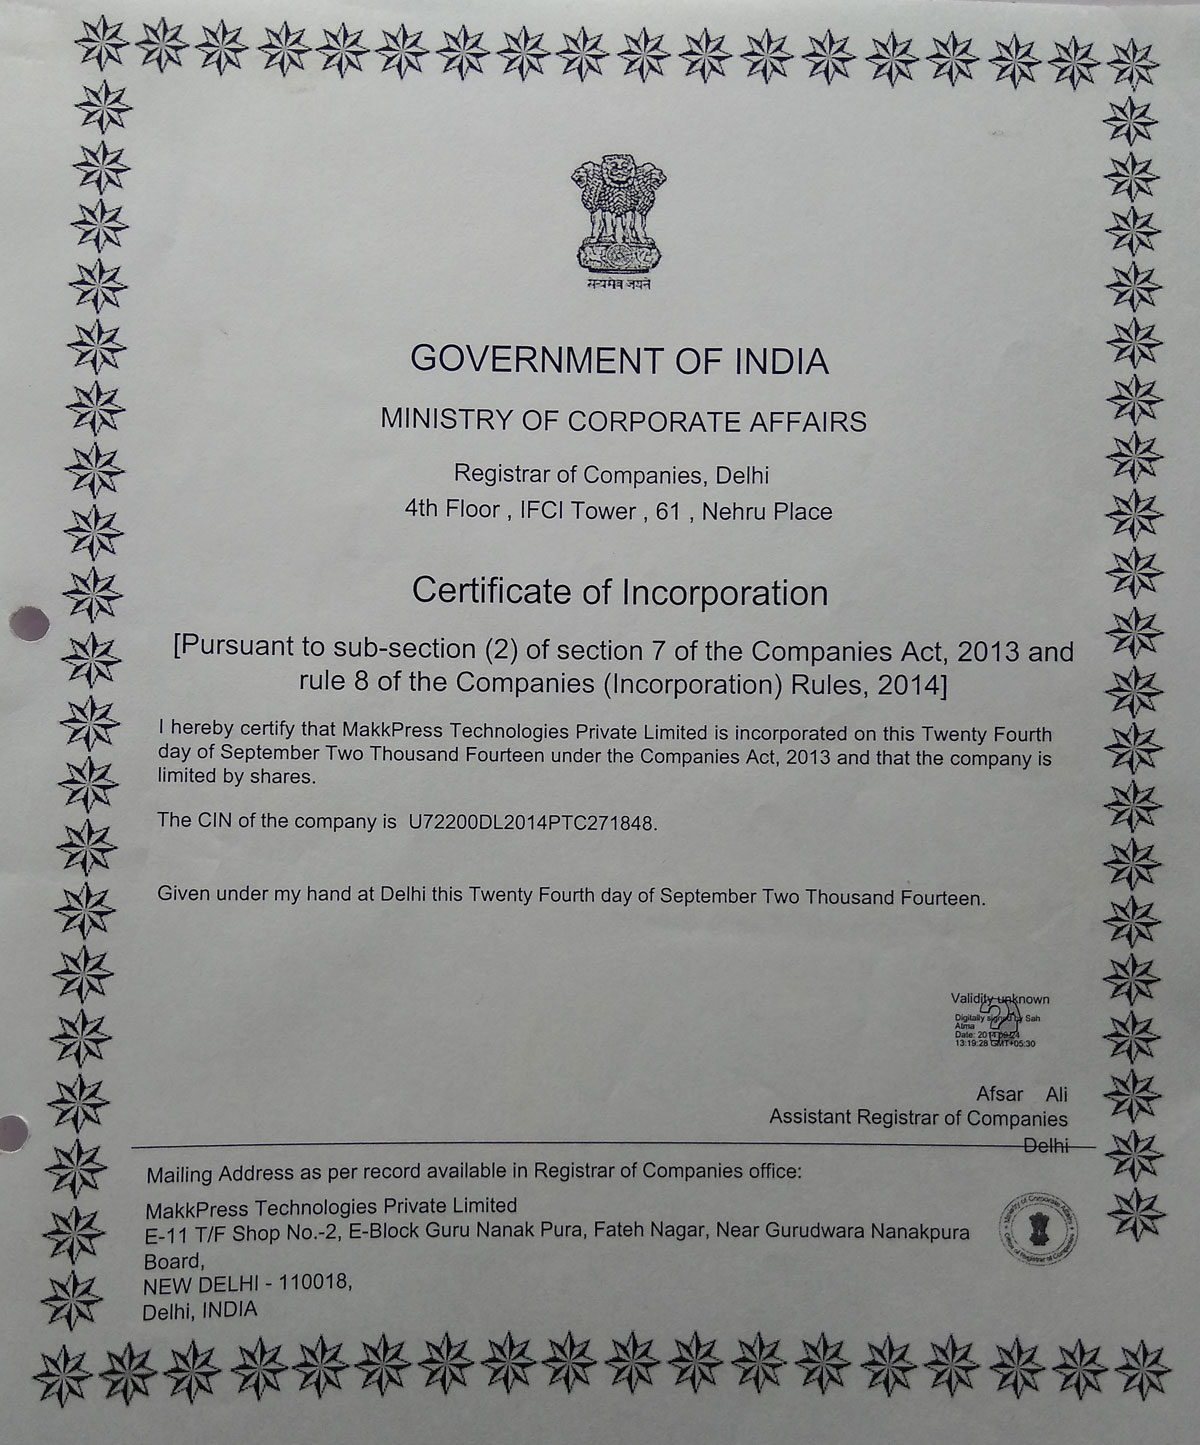 सत्यमेव जयते
GOVERNMENT OF INDIA
MINISTRY OF CORPORATE AFFAIRS
Registrar of Companies, Delhi
4th Floor , IFCI Tower , 61 , Nehru Place
Certificate of Incorporation
[Pursuant to sub-section (2) of section 7 of the Companies Act, 2013 and
rule 8 of the Companies (Incorporation) Rules, 2014]
I hereby certify that MakkPress Technologies Private Limited is incorporated on this Twenty Fourth
day of September Two Thousand Fourteen under the Companies Act, 2013 and that the company is
limited by shares.
The CIN of the company is U72200DL2014PTC271848.
Given under my hand at Delhi this Twenty Fourth day of September Two Thousand Fourteen.
Validity unknown
Digitally signed by Sah
Alma
Date: 2014.09.24
13:19:28 GMT+05:30
Afsar Ali
Assistant Registrar of Companies
Delhi
Mailing Address as per record available in Registrar of Companies office:
MakkPress Technologies Private Limited
E-11 T/F Shop No.-2, E-Block Guru Nanak Pura, Fateh Nagar, Near Gurudwara Nanakpura
Board,
NEW DELHI - 110018,
Delhi, INDIA
Ministry of Corporate Affairs
Office of Registrar of Companies